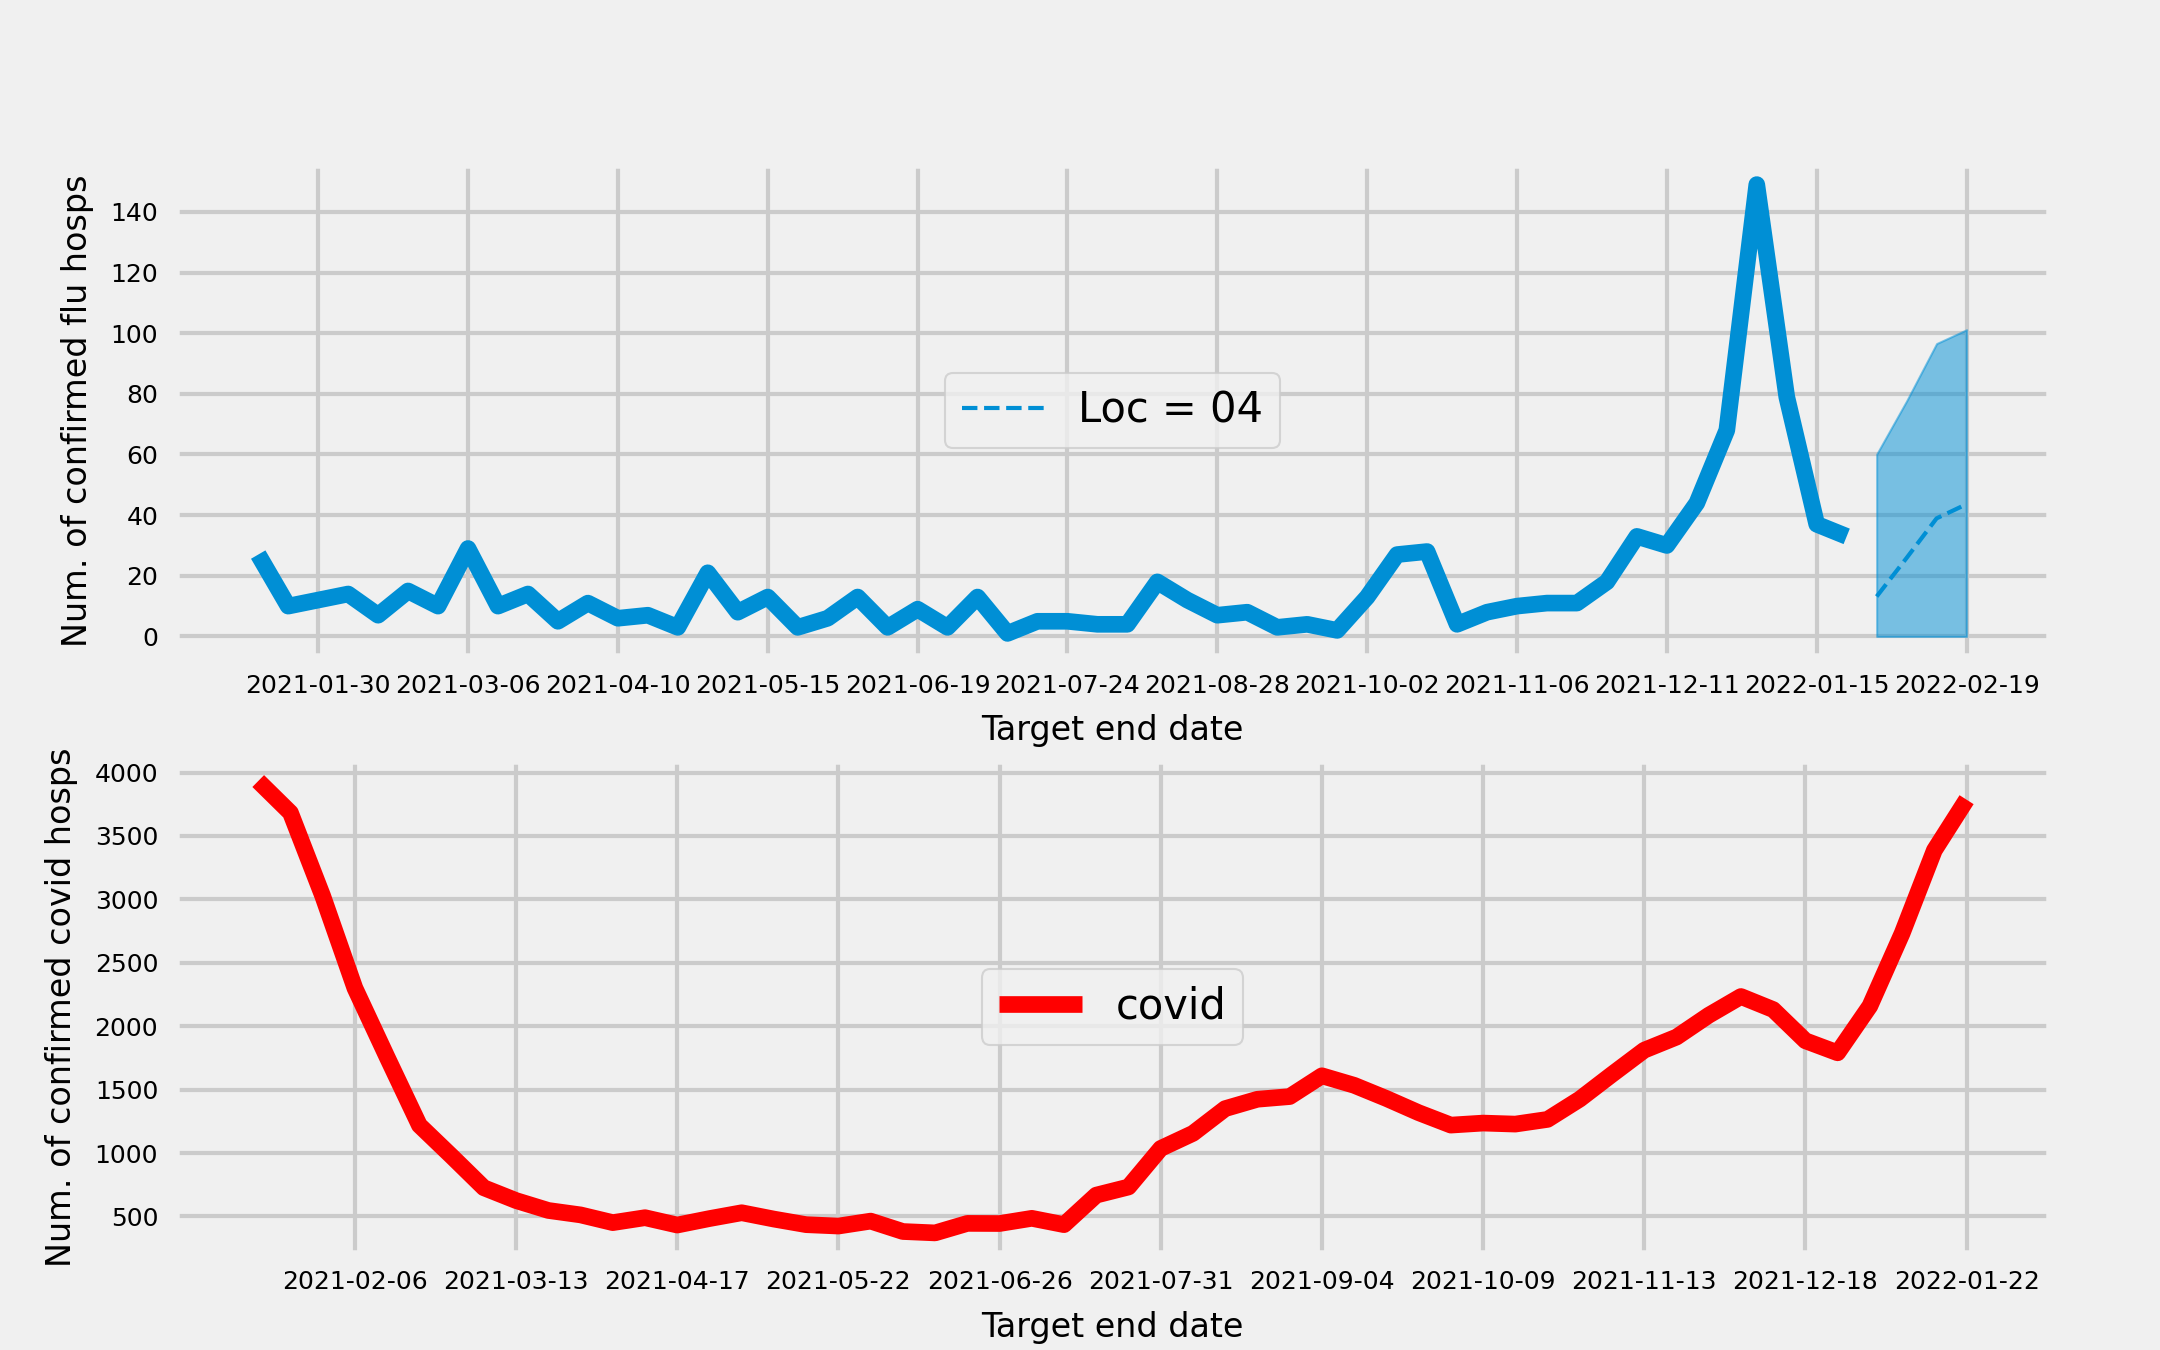 Num. of confirmed flu hosps
140
120
100
80
60
40
20
0
Loc = 04
2021-01-30 2021-03-06 2021-04-10 2021-05-15 2021-06-19 2021-07-24 2021-08-28 2021-10-02 2021-11-06 2021-12-11 2022-01-15 2022-02-19
Target end date
Num. of confirmed covid hosps
4000
3500
3000
2500
2000
1500
1000
500
covid
2021-02-06 2021-03-13 2021-04-17 2021-05-22 2021-06-26 2021-07-31 2021-09-04 2021-10-09 2021-11-13 2021-12-18 2022-01-22
Target end date